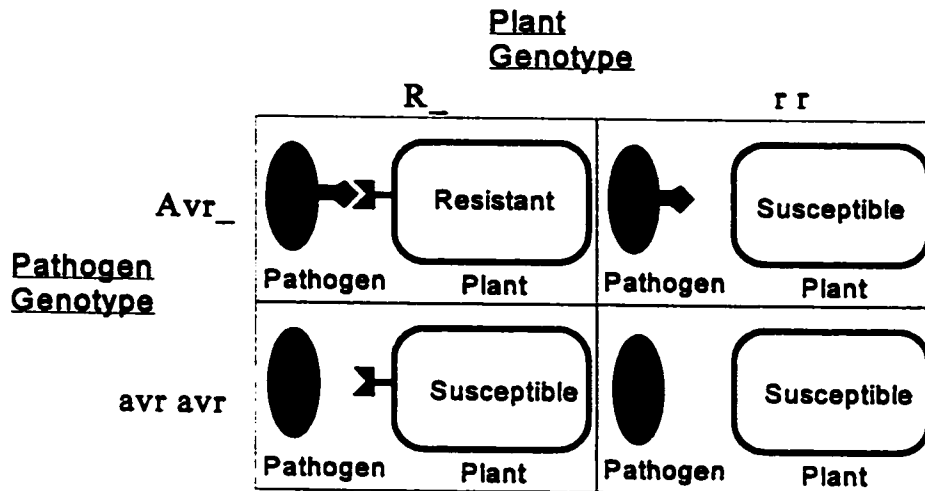 Plant
Genotype
R_
r r
Avr_
Resistant
Susceptible
Pathogen
Genotype
Pathogen
Plant
Pathogen
Plant
avr avr
Susceptible
Susceptible
Pathogen
Plant
Pathogen
Plant